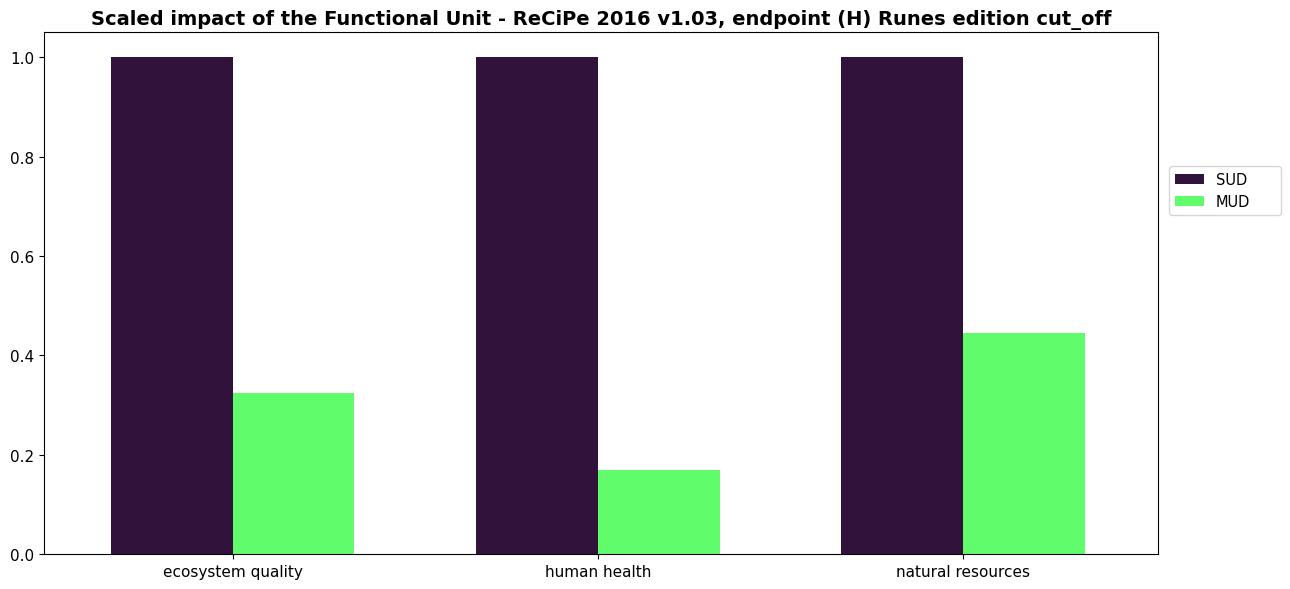 Scaled impact of the Functional Unit - ReCiPe 2016 v1.03, endpoint (H) Runes edition cut_off
1.0
0.8
0.6
0.4
0.2
0.0
ecosystem quality
human health
natural resources
SUD
MUD